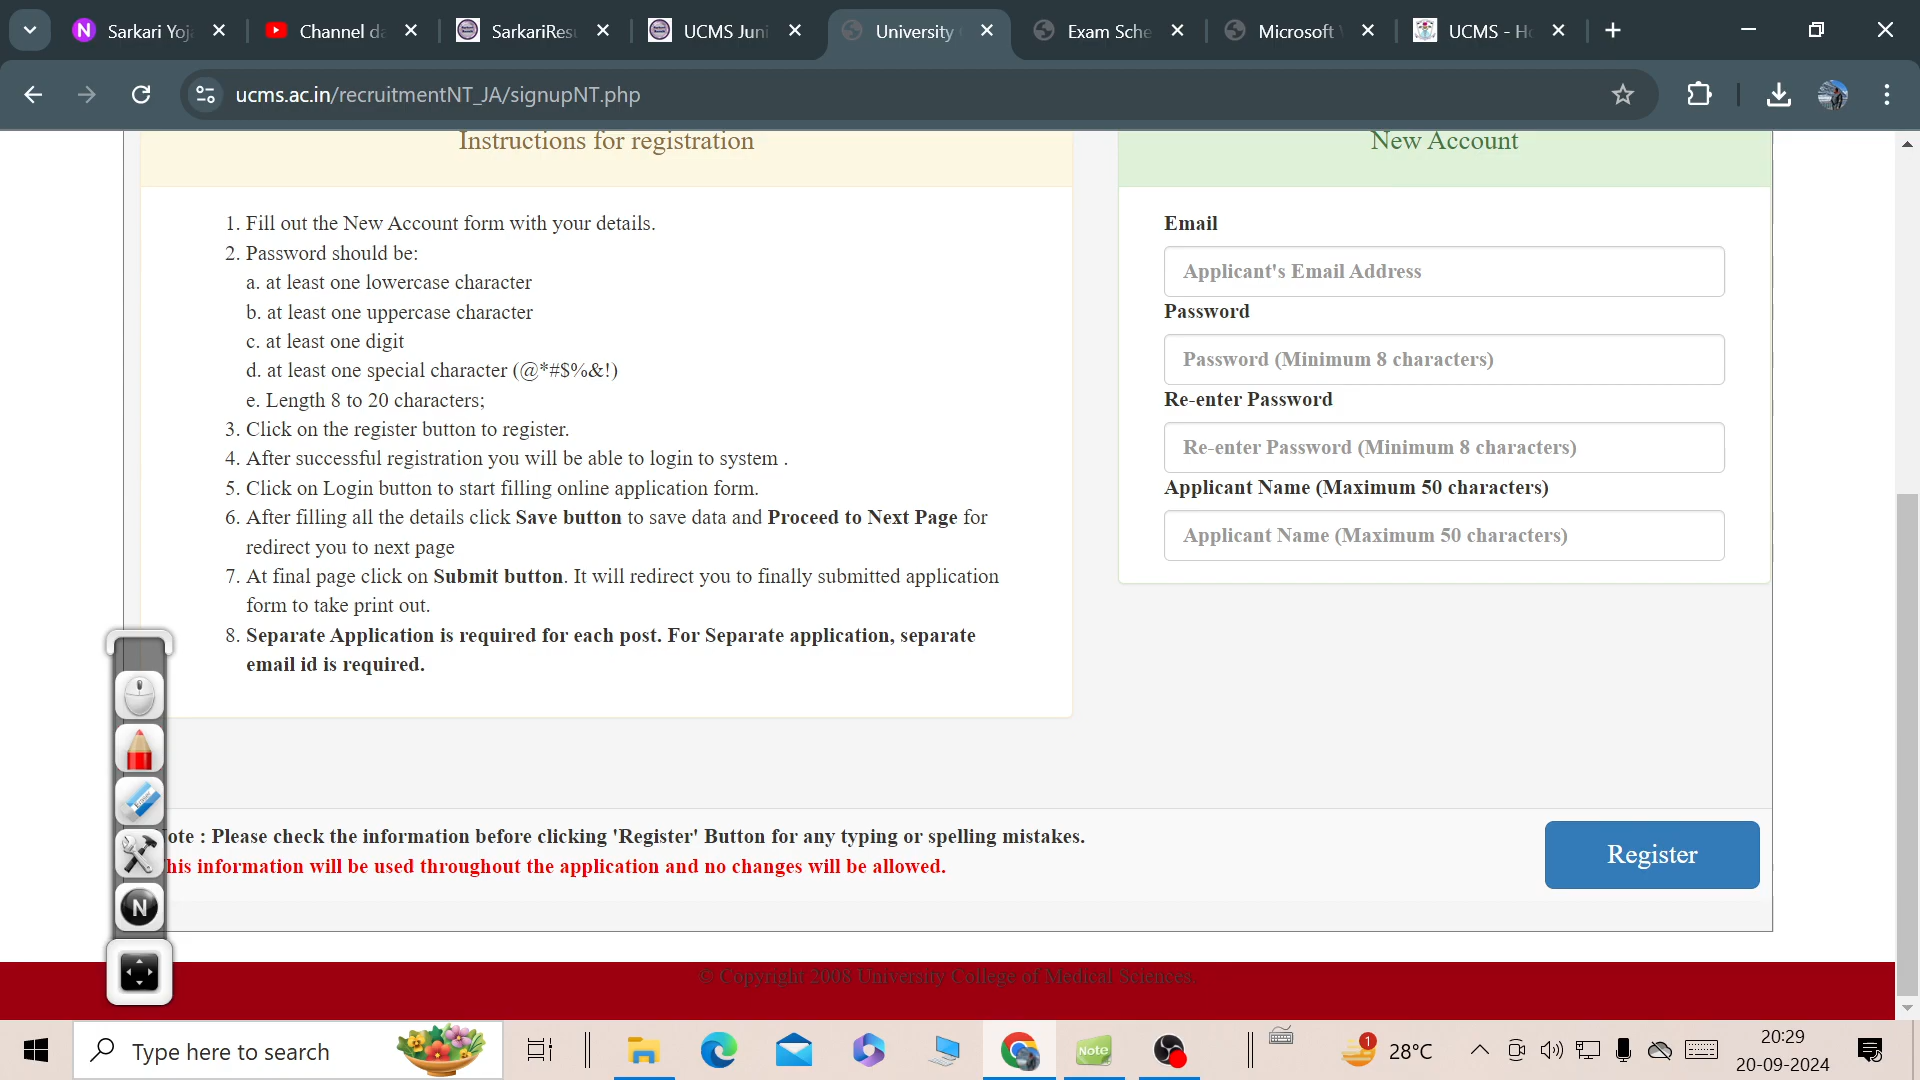 Sarkari Yoj
Channel da
SarkariRes
UCMS Juni
University
Exam Sche
Microsoft
UCMS - Ho
ucms.ac.in/recruitmentNT_JA/signupNT.php
Instructions for registration
1. Fill out the New Account form with your details.
2. Password should be:
a. at least one lowercase character
b. at least one uppercase character
c. at least one digit
d. at least one special character (@*#$%&!)
e. Length 8 to 20 characters;
3. Click on the register button to register.
4. After successful registration you will be able to login to system .
5. Click on Login button to start filling online application form.
6. After filling all the details click Save button to save data and Proceed to Next Page for
redirect you to next page
7. At final page click on Submit button. It will redirect you to finally submitted application
form to take print out.
8. Separate Application is required for each post. For Separate application, separate
email id is required.
New Account
Email
Applicant's Email Address
Password
Password (Minimum 8 characters)
Re-enter Password
Re-enter Password (Minimum 8 characters)
Applicant Name (Maximum 50 characters)
Applicant Name (Maximum 50 characters)
ote : Please check the information before clicking 'Register' Button for any typing or spelling mistakes.
his information will be used throughout the application and no changes will be allowed.
Register
N
© Copyright 2008 University College of Medical Sciences.
Type here to search
Note
1
28°C
20:29
20-09-2024